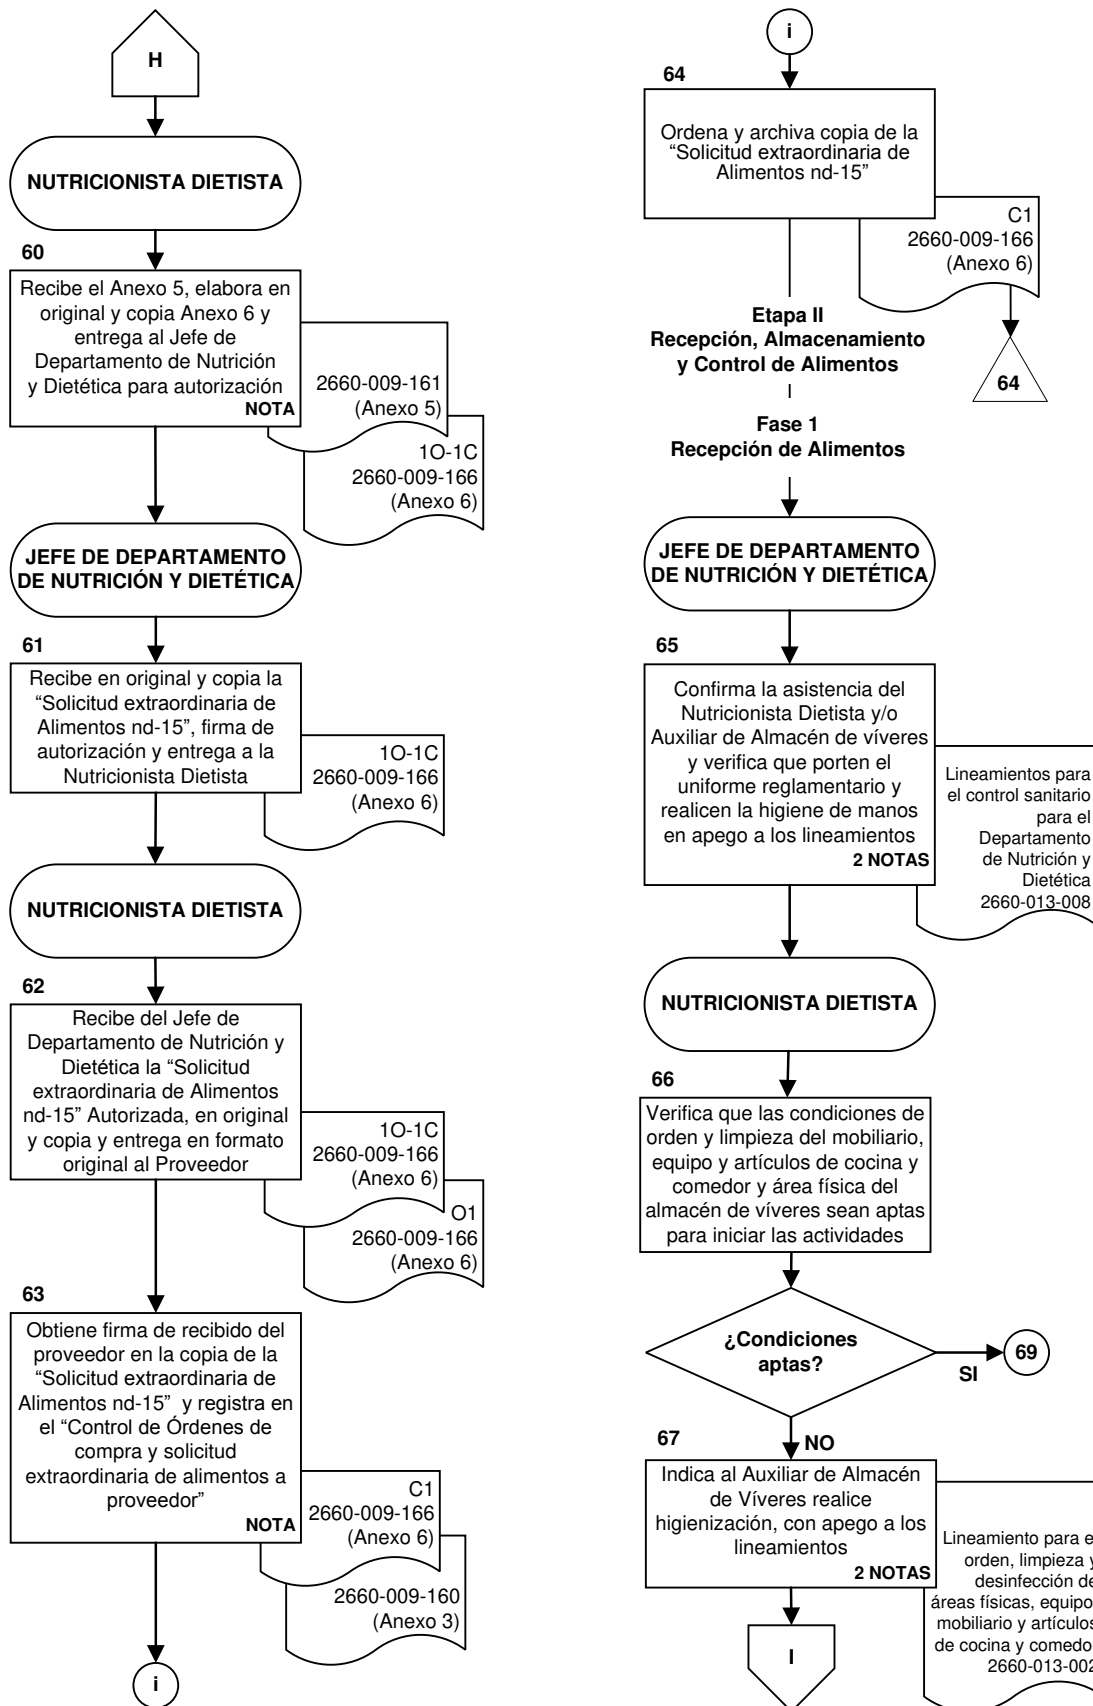 H
NUTRICIONISTA DIETISTA
60
Recibe el Anexo 5, elabora en
original y copia Anexo 6 y
entrega al Jefe de
Departamento de Nutrición
y Dietética para autorización
NOTA
2660-009-161
(Anexo 5)
1O-1C
2660-009-166
(Anexo 6)
JEFE DE DEPARTAMENTO
DE NUTRICIÓN Y DIETÉTICA
61
Recibe en original y copia la
“Solicitud extraordinaria de
Alimentos nd-15”, firma de
autorización y entrega a la
Nutricionista Dietista
1O-1C
2660-009-166
(Anexo 6)
NUTRICIONISTA DIETISTA
62
Recibe del Jefe de
Departamento de Nutrición y
Dietética la “Solicitud
extraordinaria de Alimentos
nd-15” Autorizada, en original
y copia y entrega en formato
original al Proveedor
1O-1C
2660-009-166
(Anexo 6)
O1
2660-009-166
(Anexo 6)
63
Obtiene firma de recibido del
proveedor en la copia de la
“Solicitud extraordinaria de
Alimentos nd-15” y registra en
el “Control de Órdenes de
compra y solicitud
extraordinaria de alimentos a
proveedor”
NOTA
C1
2660-009-166
(Anexo 6)
2660-009-160
(Anexo 3)
i
i
64
Ordena y archiva copia de la
“Solicitud extraordinaria de
Alimentos nd-15”
C1
2660-009-166
(Anexo 6)
64
Etapa II
Recepción, Almacenamiento
y Control de Alimentos
Fase 1
Recepción de Alimentos
JEFE DE DEPARTAMENTO
DE NUTRICIÓN Y DIETÉTICA
65
Confirma la asistencia del
Nutricionista Dietista y/o
Auxiliar de Almacén de víveres
y verifica que porten el
uniforme reglamentario y
realicen la higiene de manos
en apego a los lineamientos
2 NOTAS
Lineamientos para
el control sanitario
para el
Departamento
de Nutrición y
Dietética
2660-013-008
NUTRICIONISTA DIETISTA
66
Verifica que las condiciones de
orden y limpieza del mobiliario,
equipo y artículos de cocina y
comedor y área física del
almacén de víveres sean aptas
para iniciar las actividades
¿Condiciones
aptas?
SI
69
NO
67
Indica al Auxiliar de Almacén
de Víveres realice
higienización, con apego a los
lineamientos
2 NOTAS
Lineamiento para e
orden, limpieza y
desinfección de
áreas físicas, equipo
mobiliario y artículos
de cocina y comedor
2660-013-002
I